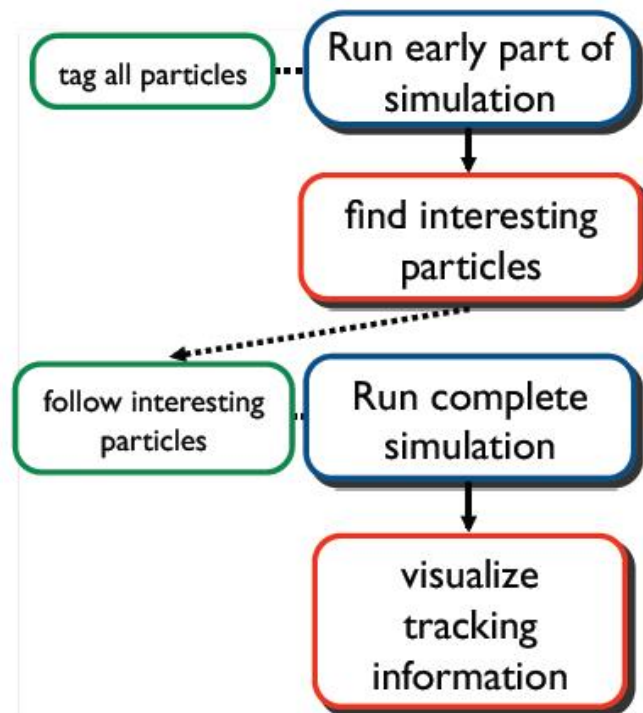 tag all particles
Run early part of
simulation
find interesting
particles
follow interesting
particles
Run complete
simulation
visualize
tracking
information